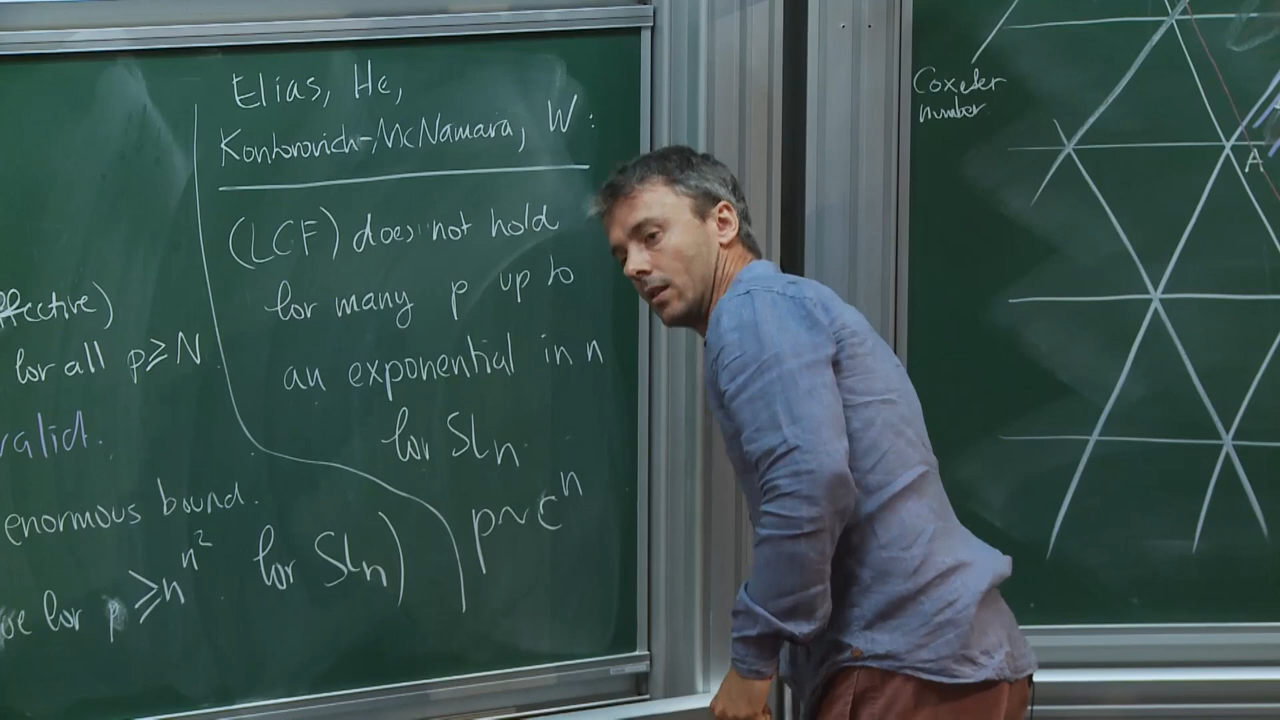 ffective)
for all p ≥ N
valid.
enormous bound.
ue for p ≥ n^{n^2} for SLn)
Elias, He,
Kontorovich-, McNamara, W:
(LCF) does not hold
for many p up to
an exponential in n
for SLn
p ~ c^n
Coxeter
number
A